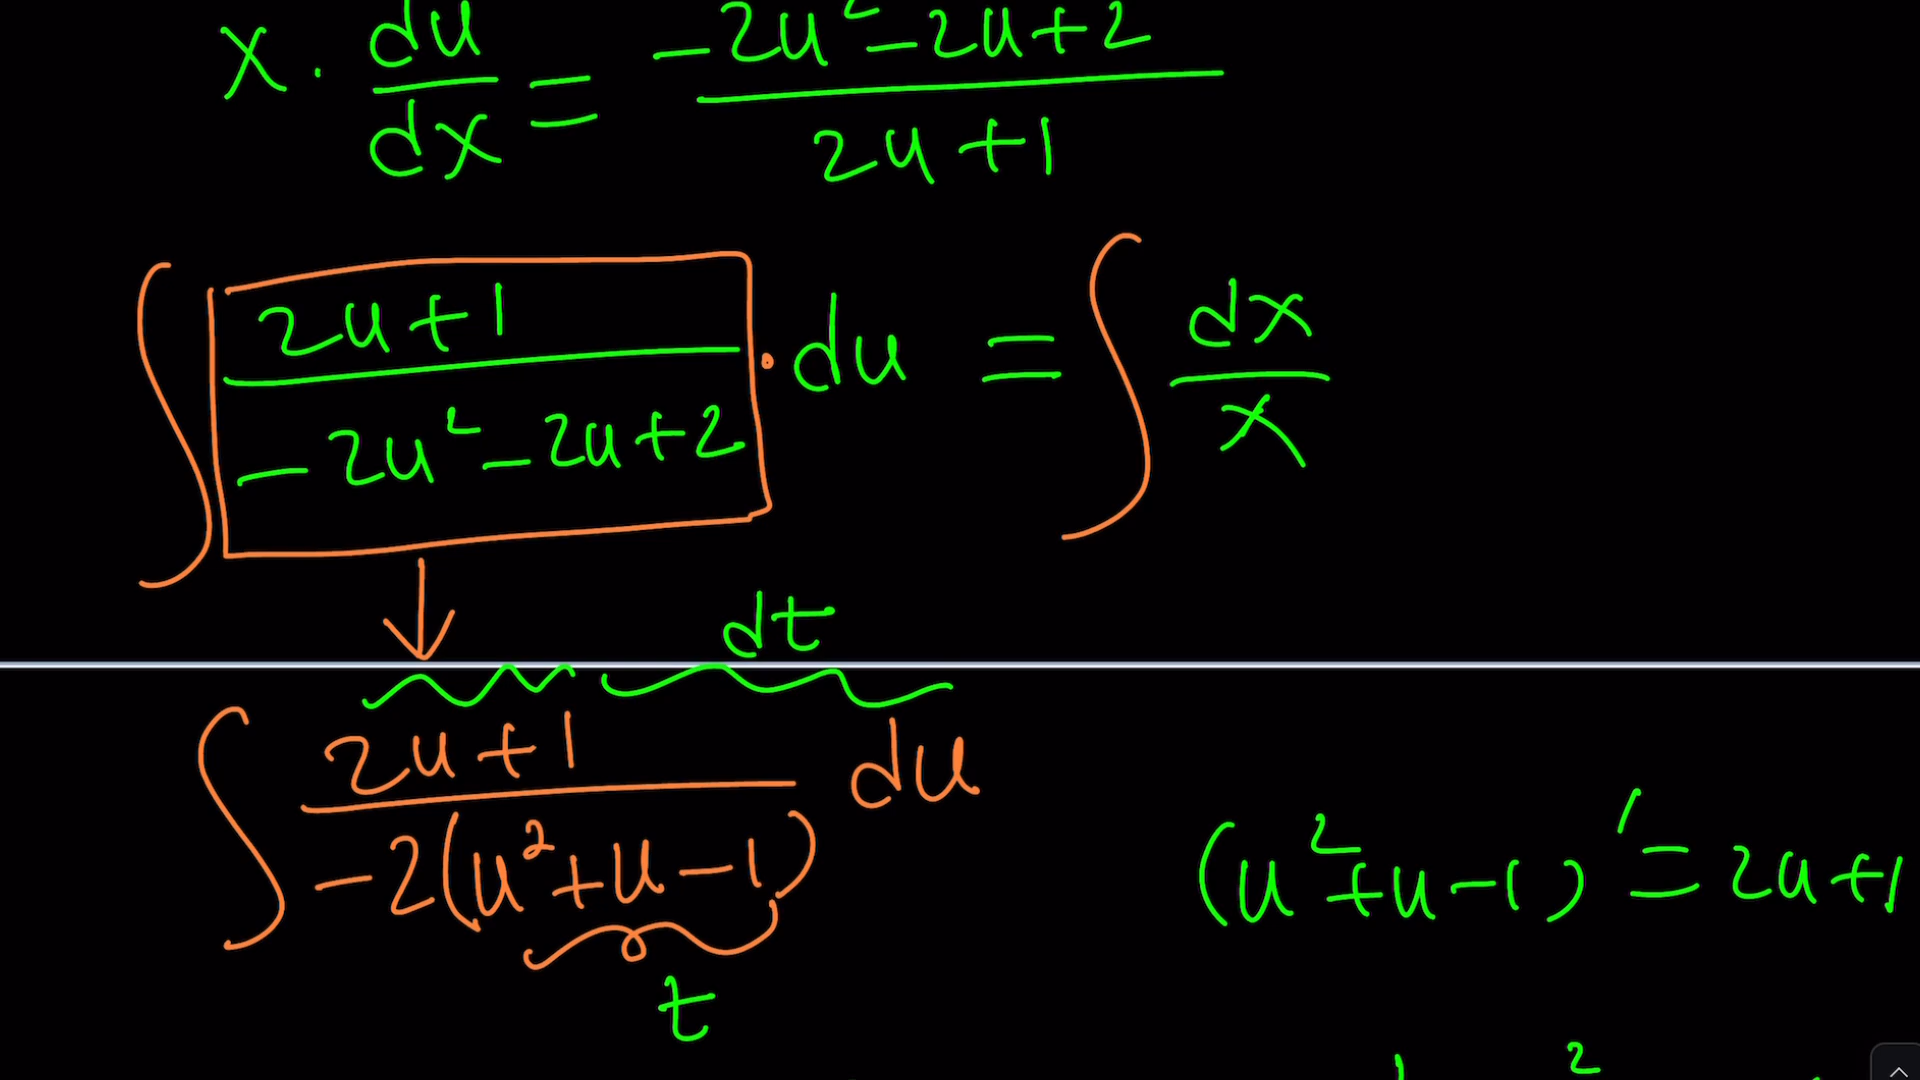 x · du/dx = (-2u² - 2u + 2)/(2u + 1)
∫ (2u + 1)/(-2u² - 2u + 2) · du = ∫ dx/x
dt
∫ (2u + 1)/(-2(u² + u - 1)) du
(u² + u - 1)′ = 2u + 1
t
2